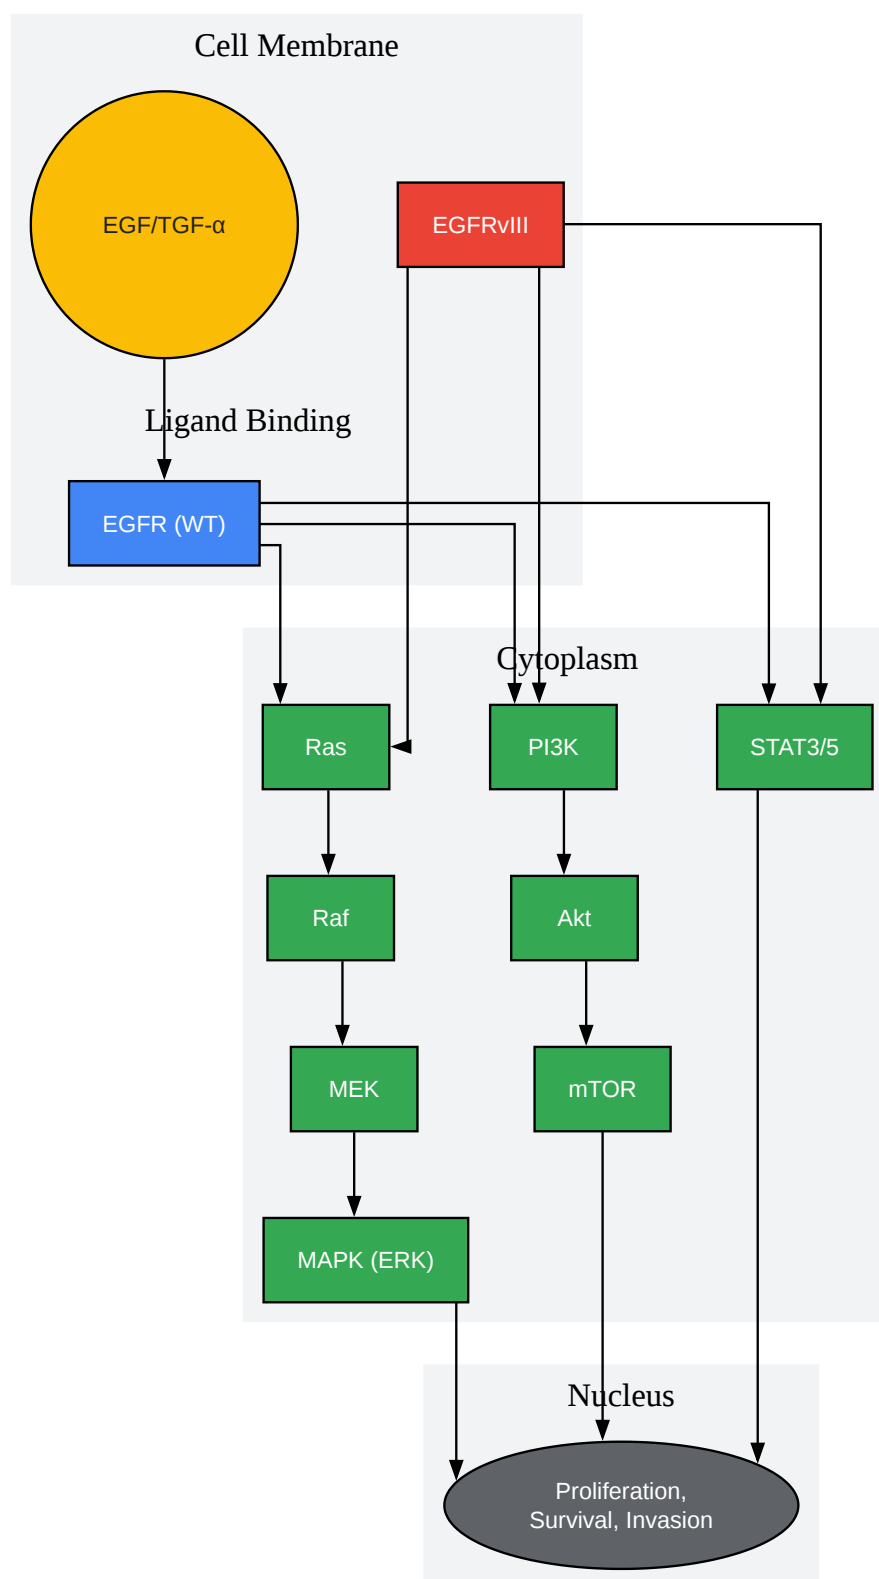 Cell Membrane
EGF/TGF-α
EGFRvIII
Ligand Binding
EGFR (WT)
Cytoplasm
Ras
PI3K
STAT3/5
Raf
Akt
MEK
mTOR
MAPK (ERK)
Nucleus
Proliferation,
Survival, Invasion